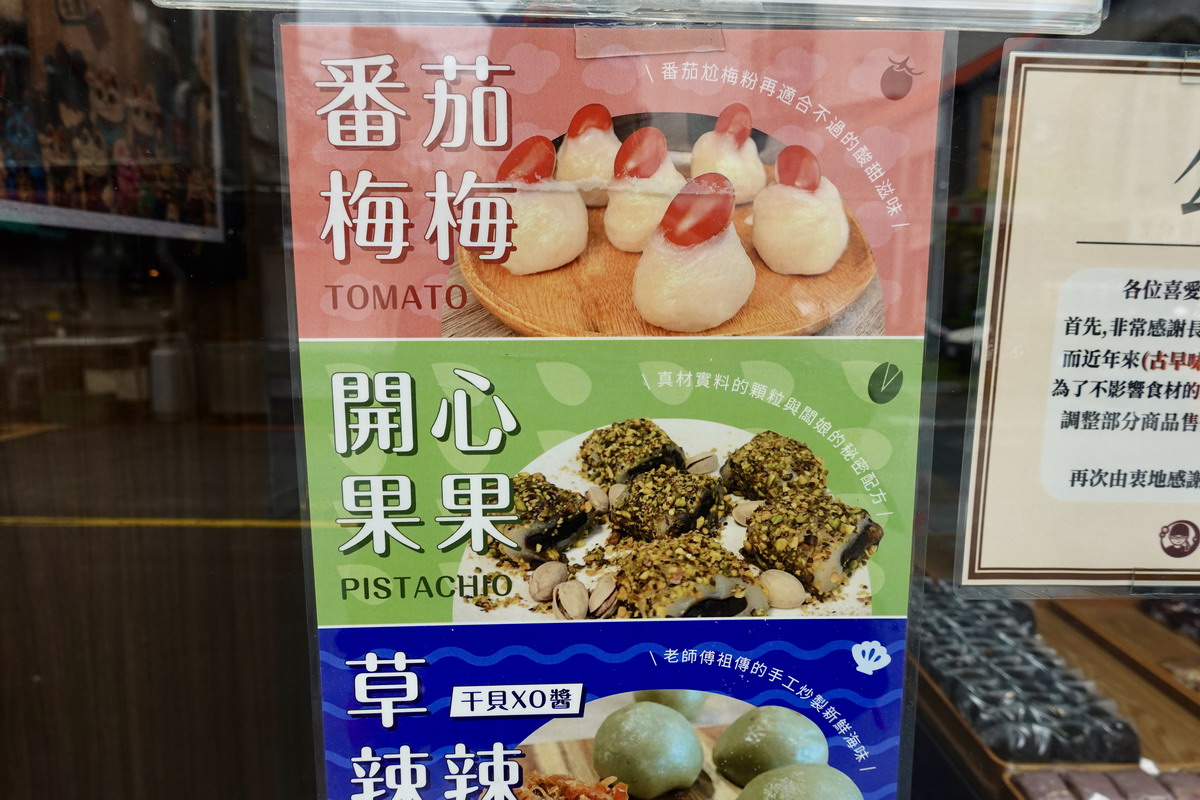 番茄
梅梅
TOMATO
\ 番茄尬梅粉再適合不過的酸甜滋味 /
開心
果果
PISTACHIO
\ 真材實料的顆粒與闆娘的秘密配方 /
草
干貝XO醬
辣辣
\ 老師傅祖傳的手工炒製新鮮海味 /
各位喜愛
首先,非常感謝長
而近年來(古早味
為了不影響食材的
調整部分商品售
再次由衷地感謝